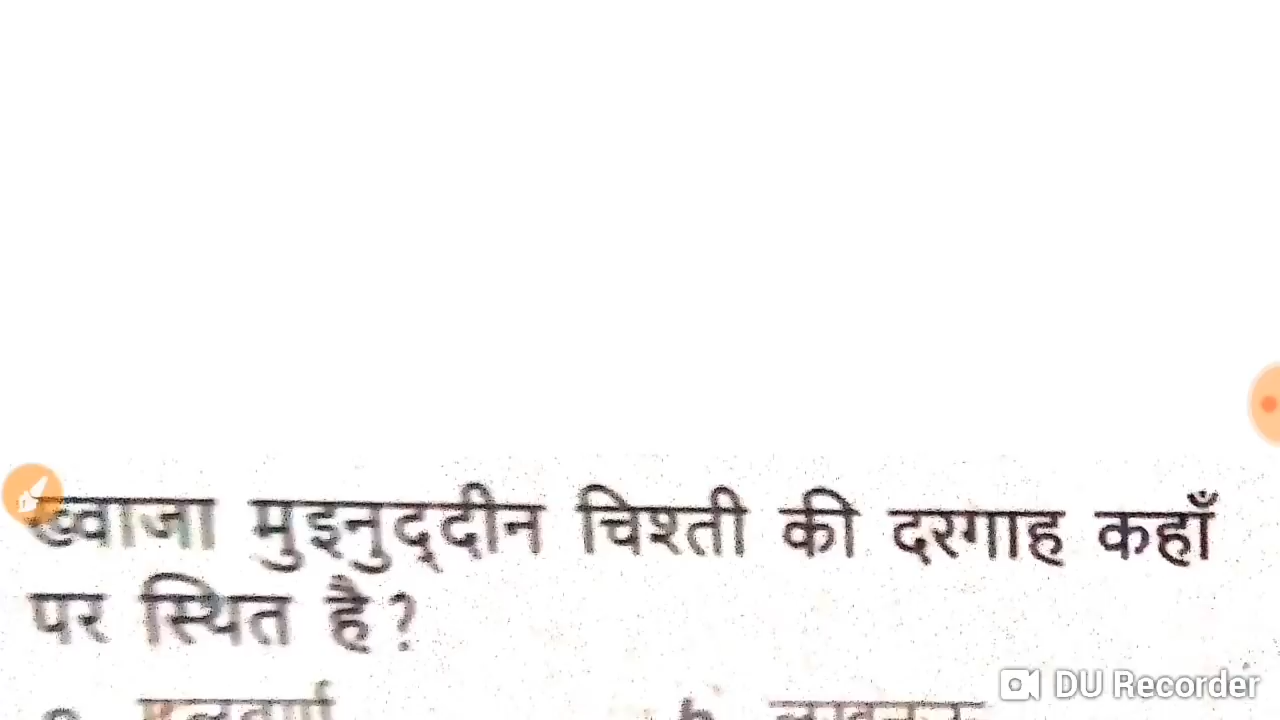 ख्वाजा मुइनुद्दीन चिश्ती की दरगाह कहाँ
पर स्थित है?
DU Recorder